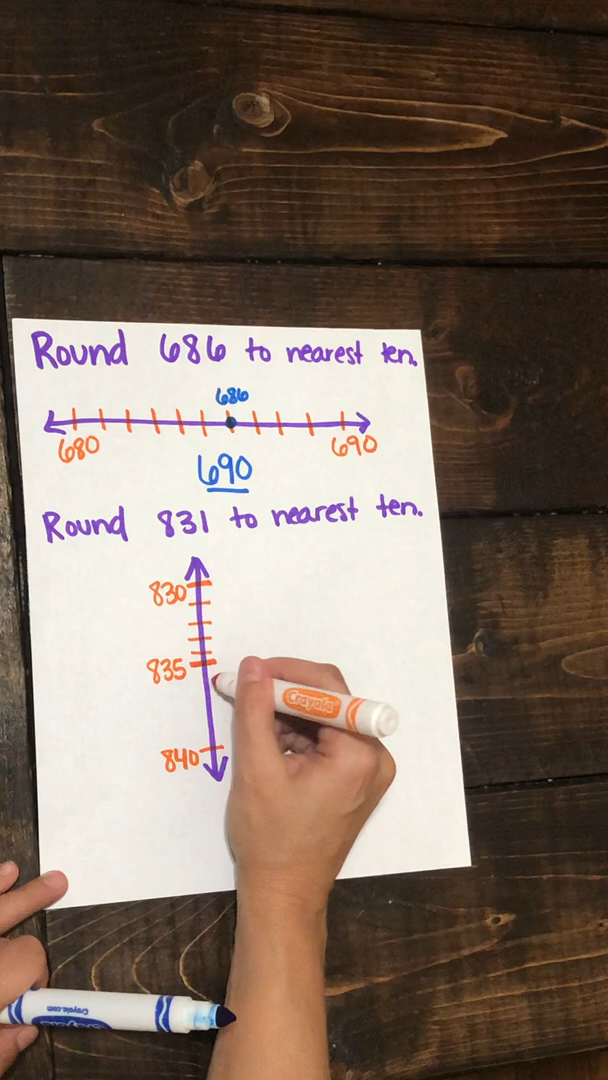 Round 686 to nearest ten.
686
680 690
690
Round 831 to nearest ten.
830
835
840
Crayola
Crayola.com
Crayola